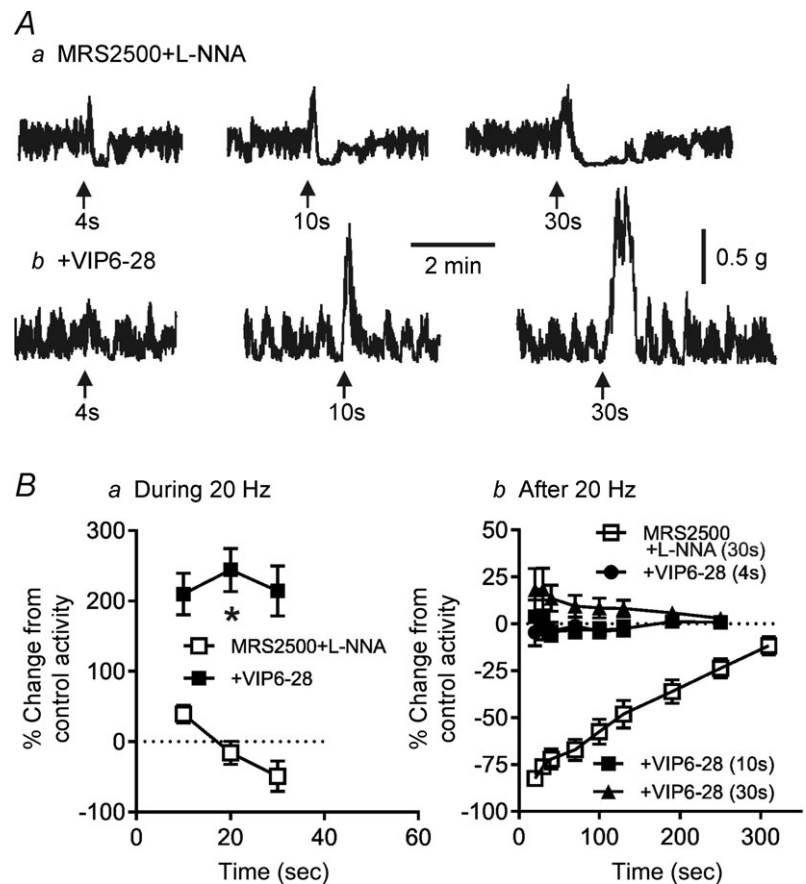 A
a MRS2500+L-NNA
4s 10s 30s
b +VIP6-28
2 min
0.5 g
4s 10s 30s
B
a During 20 Hz
% Change from
control activity
300
200
100
0
-100
*
MRS2500+L-NNA
+VIP6-28
0 20 40 60
Time (sec)
b After 20 Hz
% Change from
control activity
50
25
0
-25
-50
-75
-100
MRS2500
+L-NNA (30s)
+VIP6-28 (4s)
+VIP6-28 (10s)
+VIP6-28 (30s)
0 100 200 300
Time (sec)